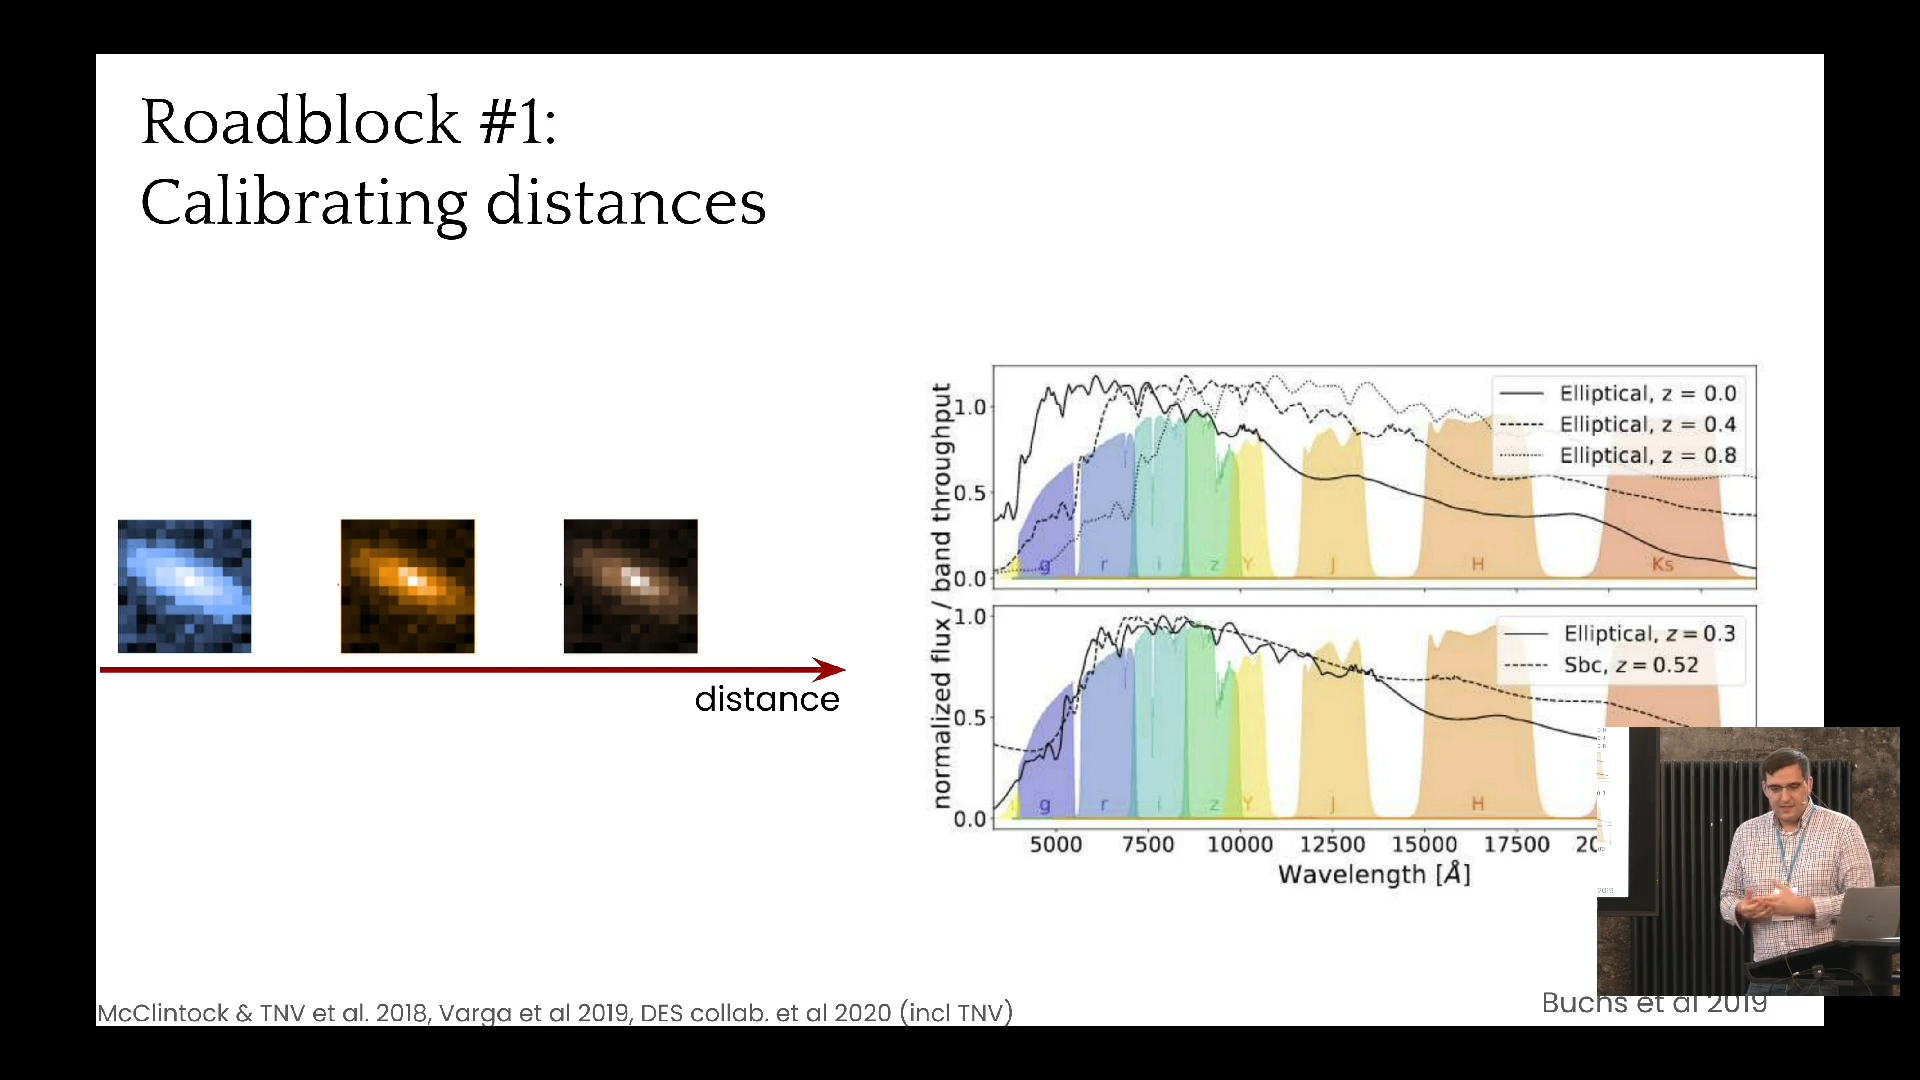 Roadblock #1:
Calibrating distances
distance
normalized flux / band throughput
1.0
0.5
0.0
Elliptical, z = 0.0
Elliptical, z = 0.4
Elliptical, z = 0.8
g r i z Y J H Ks
1.0
0.5
0.0
Elliptical, z = 0.3
Sbc, z = 0.52
g r i z Y J H
5000 7500 10000 12500 15000 17500
Wavelength [Å]
McClintock & TNV et al. 2018, Varga et al 2019, DES collab. et al 2020 (incl TNV)
Buchs et al 2019